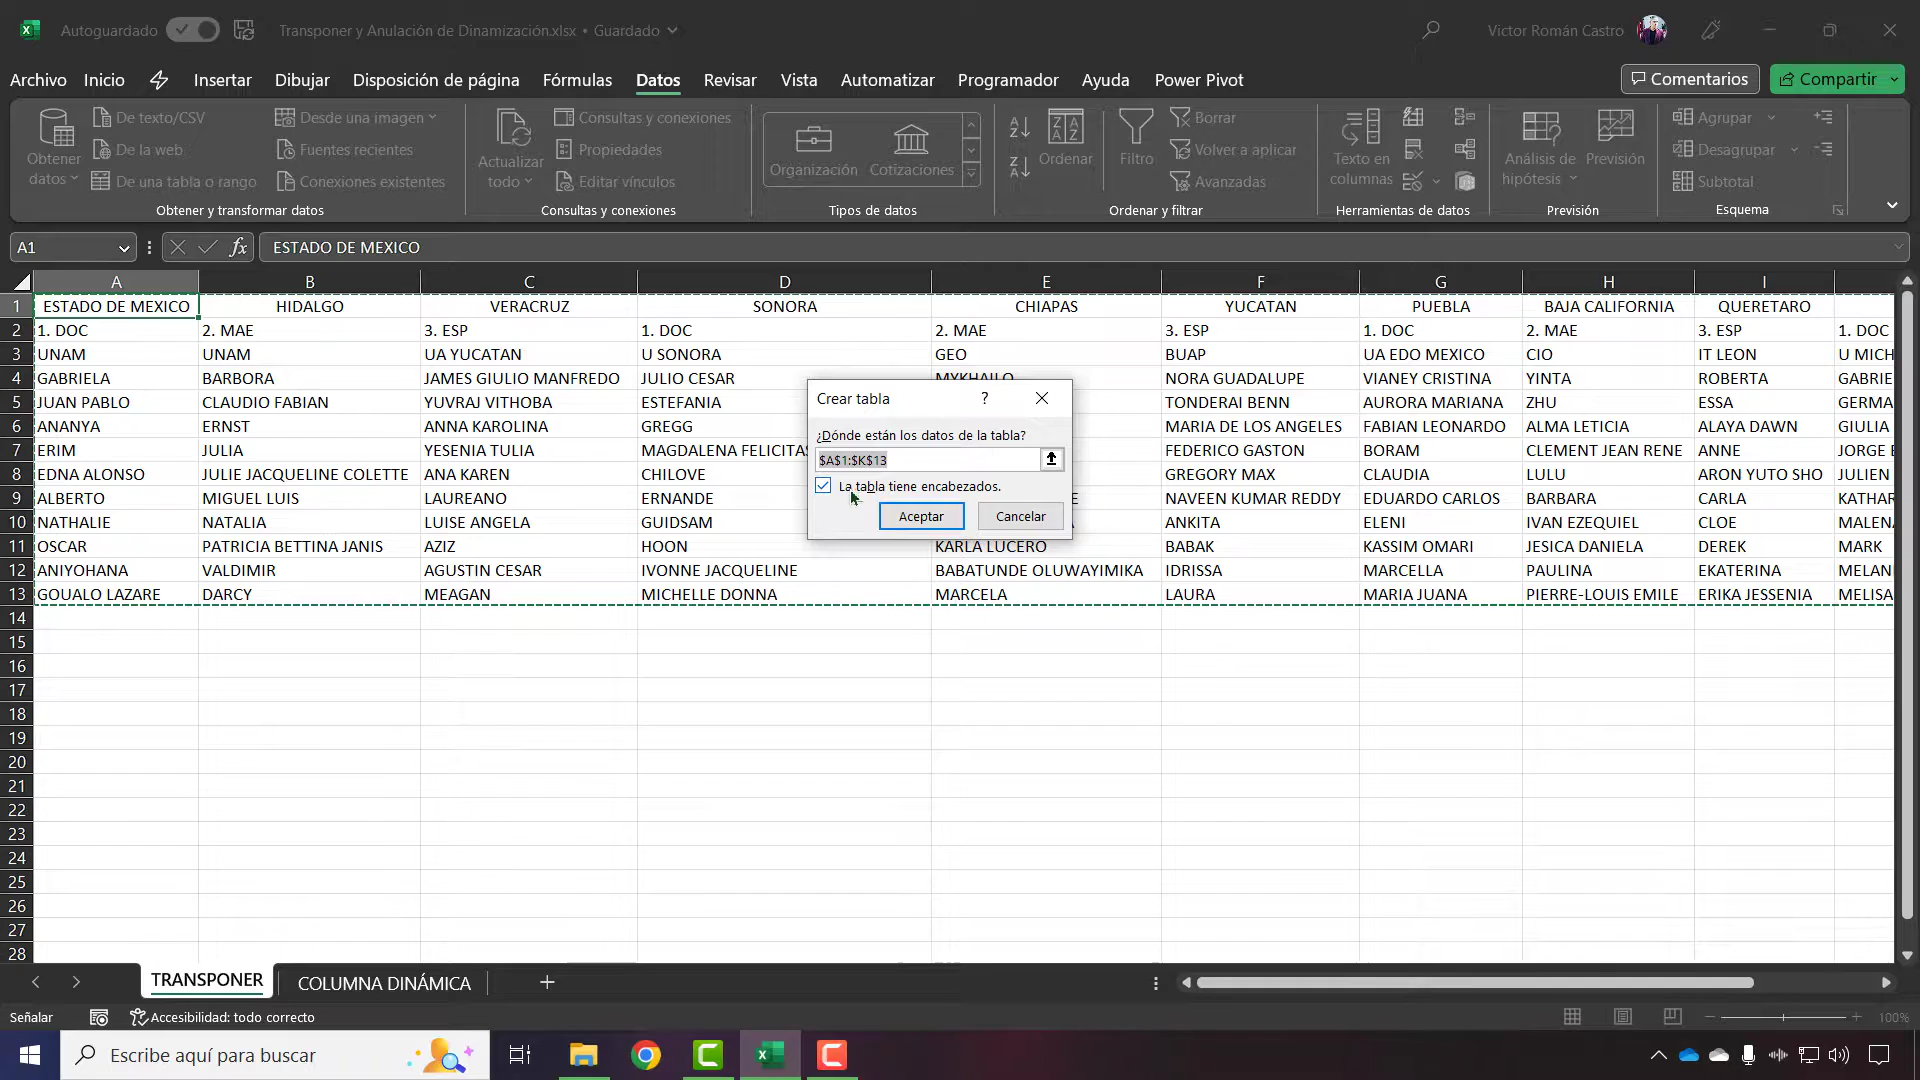 Autoguardado Transponer y Anulación de Dinamización.xlsx • Guardado Victor Román Castro
Archivo Inicio Insertar Dibujar Disposición de página Fórmulas Datos Revisar Vista Automatizar Programador Ayuda Power Pivot Comentarios Compartir
De texto/CSV Desde una imagen Consultas y conexiones Borrar Agrupar
De la web Fuentes recientes Propiedades Volver a aplicar Desagrupar
De una tabla o rango Conexiones existentes Editar vínculos Avanzadas Subtotal
Obtener datos Actualizar todo Organización Cotizaciones Ordenar Filtro Texto en columnas Análisis de hipótesis Previsión
Obtener y transformar datos Consultas y conexiones Tipos de datos Ordenar y filtrar Herramientas de datos Previsión Esquema
A1 fx ESTADO DE MEXICO
A B C D E F G H I
1 ESTADO DE MEXICO HIDALGO VERACRUZ SONORA CHIAPAS YUCATAN PUEBLA BAJA CALIFORNIA QUERETARO
2 1. DOC 2. MAE 3. ESP 1. DOC 2. MAE 3. ESP 1. DOC 2. MAE 3. ESP 1. DOC
3 UNAM UNAM UA YUCATAN U SONORA GEO BUAP UA EDO MEXICO CIO IT LEON U MICH
4 GABRIELA BARBORA JAMES GIULIO MANFREDO JULIO CESAR MYKHAILO NORA GUADALUPE VIANEY CRISTINA YINTA ROBERTA GABRIE
5 JUAN PABLO CLAUDIO FABIAN YUVRAJ VITHOBA ESTEFANIA TONDERAI BENN AURORA MARIANA ZHU ESSA GERMA
6 ANANYA ERNST ANNA KAROLINA GREGG MARIA DE LOS ANGELES FABIAN LEONARDO ALMA LETICIA ALAYA DAWN GIULIA
7 ERIM JULIA YESENIA TULIA MAGDALENA FELICITAS FEDERICO GASTON BORAM CLEMENT JEAN RENE ANNE JORGE
8 EDNA ALONSO JULIE JACQUELINE COLETTE ANA KAREN CHILOVE GREGORY MAX CLAUDIA LULU ARON YUTO SHO JULIEN
9 ALBERTO MIGUEL LUIS LAUREANO ERNANDE E NAVEEN KUMAR REDDY EDUARDO CARLOS BARBARA CARLA KATHAR
10 NATHALIE NATALIA LUISE ANGELA GUIDSAM ANKITA ELENI IVAN EZEQUIEL CLOE MALENA
11 OSCAR PATRICIA BETTINA JANIS AZIZ HOON KARLA LUCERO BABAK KASSIM OMARI JESICA DANIELA DEREK MARK
12 ANIYOHANA VALDIMIR AGUSTIN CESAR IVONNE JACQUELINE BABATUNDE OLUWAYIMIKA IDRISSA MARCELLA PAULINA EKATERINA MELAN
13 GOUALO LAZARE DARCY MEAGAN MICHELLE DONNA MARCELA LAURA MARIA JUANA PIERRE-LOUIS EMILE ERIKA JESSENIA MELISA
14
15
16
17
18
19
20
21
22
23
24
25
26
27
28
Crear tabla ?
¿Dónde están los datos de la tabla?
$A$1:$K$13
La tabla tiene encabezados.
Aceptar Cancelar
TRANSPONER COLUMNA DINÁMICA
Señalar Accesibilidad: todo correcto 100%
Escribe aquí para buscar